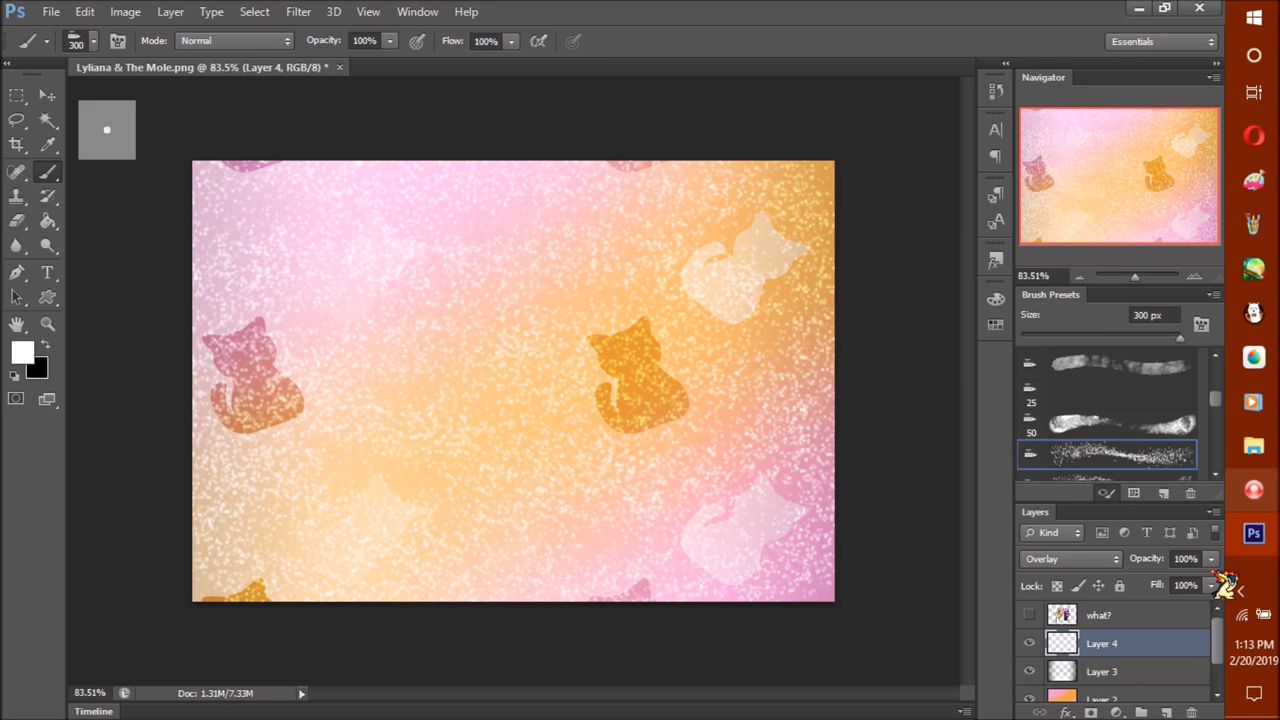 Ps File Edit Image Layer Type Select Filter 3D View Window Help
300 Mode: Normal Opacity: 100% Flow: 100% Essentials
Lyliana & The Mole.png @ 83.5% (Layer 4, RGB/8) * ×
Navigator
83.51%
Brush Presets
Size: 300 px
25
50
Layers
Kind
Overlay Opacity: 100%
Lock: Fill: 100%
what?
Layer 4
Layer 3
Layer 2
83.51% Doc: 1.31M/7.33M
Timeline
Ps
1:13 PM
2/20/2019